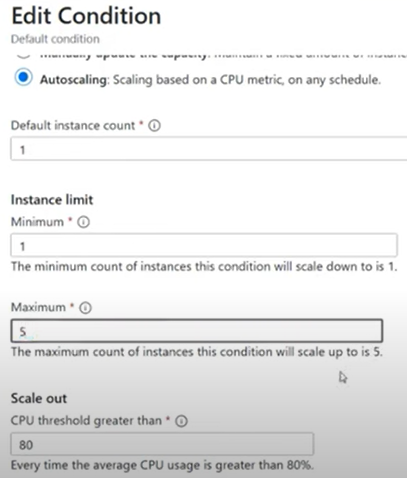 Edit Condition
Default condition
Manually update the capacity: Maintain a fixed amount of instance
Autoscaling: Scaling based on a CPU metric, on any schedule.
Default instance count *
1
Instance limit
Minimum *
1
The minimum count of instances this condition will scale down to is 1.
Maximum *
5
The maximum count of instances this condition will scale up to is 5.
Scale out
CPU threshold greater than *
80
Every time the average CPU usage is greater than 80%.